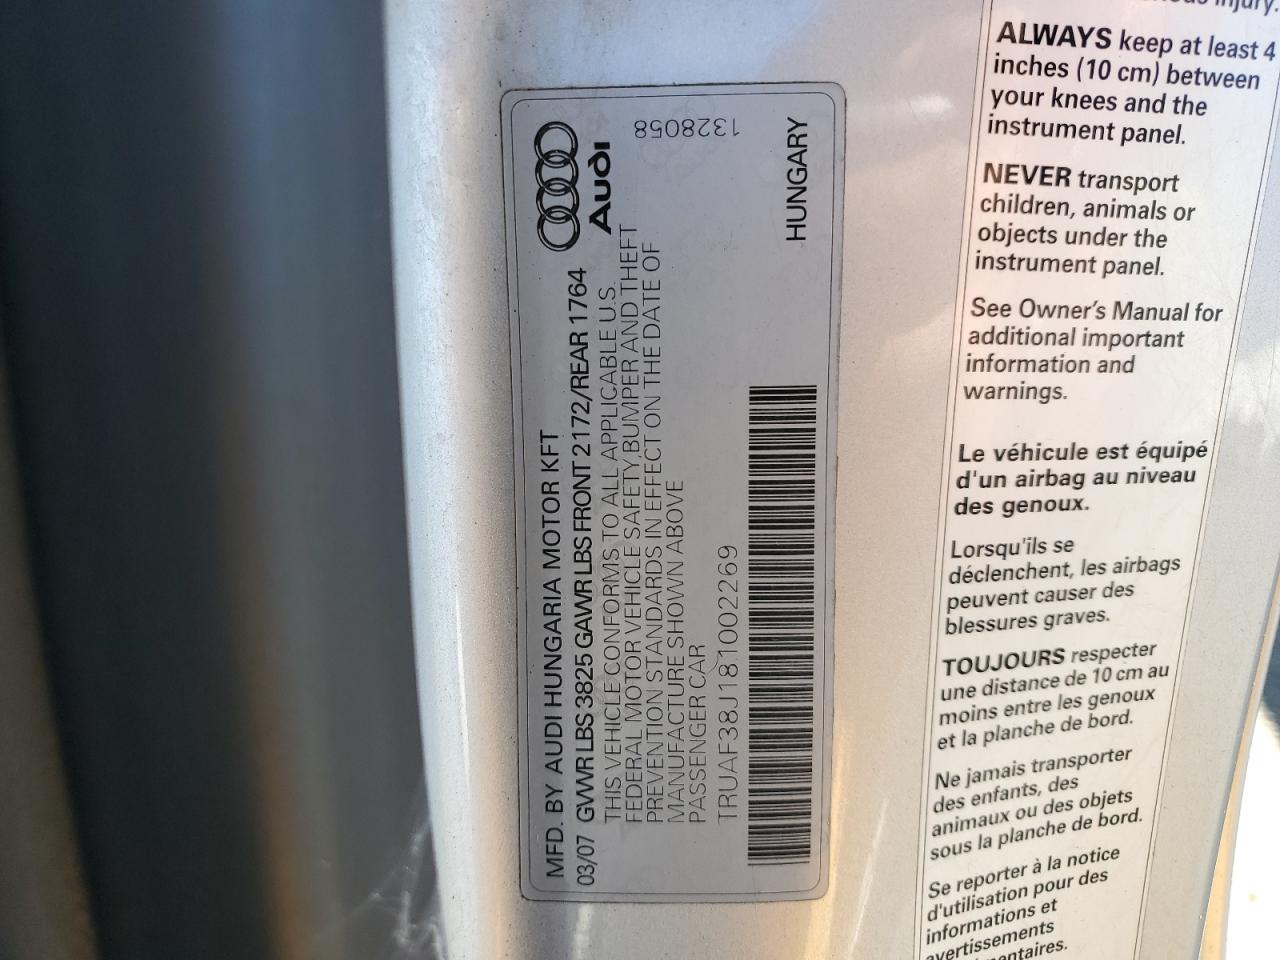 MFD. BY AUDI HUNGARIA MOTOR KFT
03/07 GVWR LBS 3825 GAWR LBS FRONT 2172/REAR 1764
THIS VEHICLE CONFORMS TO ALL APPLICABLE U.S.
FEDERAL MOTOR VEHICLE SAFETY, BUMPER AND THEFT
PREVENTION STANDARDS IN EFFECT ON THE DATE OF
MANUFACTURE SHOWN ABOVE
PASSENGER CAR
TRUAF38J181002269
Audi
1328058
HUNGARY
injury.
ALWAYS keep at least 4
inches (10 cm) between
your knees and the
instrument panel.
NEVER transport
children, animals or
objects under the
instrument panel.
See Owner's Manual for
additional important
information and
warnings.
Le véhicule est équipé
d'un airbag au niveau
des genoux.
Lorsqu'ils se
déclenchent, les airbags
peuvent causer des
blessures graves.
TOUJOURS respecter
une distance de 10 cm au
moins entre les genoux
et la planche de bord.
Ne jamais transporter
des enfants, des
animaux ou des objets
sous la planche de bord.
Se reporter à la notice
d'utilisation pour des
informations et
avertissements